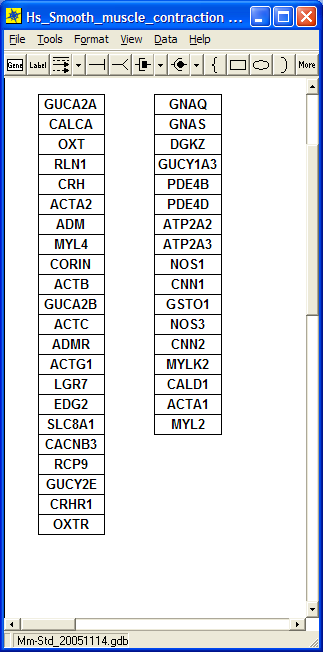 Hs_Smooth_muscle_contraction ...
File Tools Format View Data Help
Gene Label More
GUCA2A
CALCA
OXT
RLN1
CRH
ACTA2
ADM
MYL4
CORIN
ACTB
GUCA2B
ACTC
ADMR
ACTG1
LGR7
EDG2
SLC8A1
CACNB3
RCP9
GUCY2E
CRHR1
OXTR
GNAQ
GNAS
DGKZ
GUCY1A3
PDE4B
PDE4D
ATP2A2
ATP2A3
NOS1
CNN1
GSTO1
NOS3
CNN2
MYLK2
CALD1
ACTA1
MYL2
Mm-Std_20051114.gdb